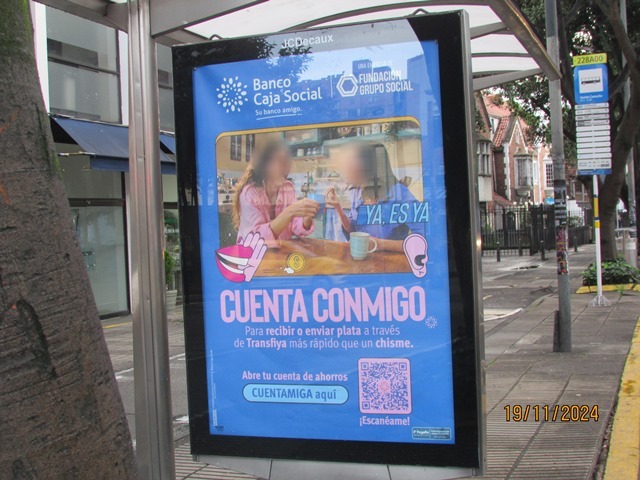 JCDecaux
Banco
Caja Social
Su banco amigo.
FUNDACIÓN
GRUPO SOCIAL
YA, ES YA
CUENTA CONMIGO
Para recibir o enviar plata a través
de Transfiya más rápido que un chisme.
Abre tu cuenta de ahorros
CUENTAMIGA aquí
¡Escanéame!
228A00
19/11/2024